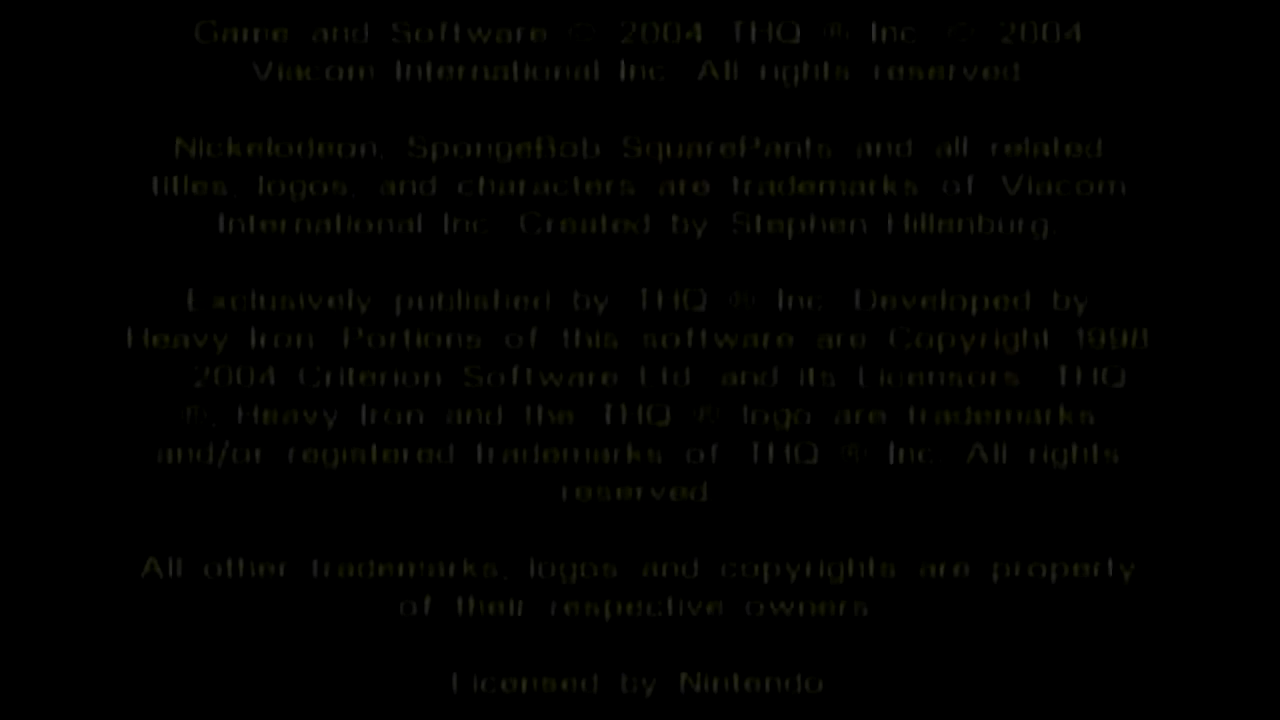 Game and Software © 2004 THQ ® Inc. © 2004
Viacom International Inc. All rights reserved.
Nickelodeon, SpongeBob SquarePants and all related
titles, logos, and characters are trademarks of Viacom
International Inc. Created by Stephen Hillenburg.
Exclusively published by THQ ® Inc. Developed by
Heavy Iron. Portions of this software are Copyright 1998
2004 Criterion Software Ltd. and its Licensors. THQ
®, Heavy Iron and the THQ ® logo are trademarks
and/or registered trademarks of THQ ® Inc. All rights
reserved.
All other trademarks, logos and copyrights are property
of their respective owners.
Licensed by Nintendo